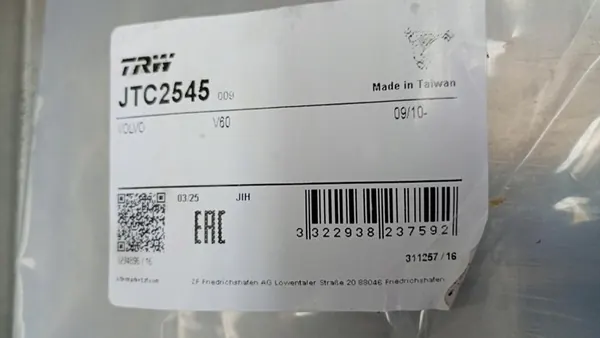 TRW
JTC2545 009
Made in Taiwan
VOLVO V60 09/10-
03/25 JIH
EAC
3 322938 237592
311257 / 16
ZF Friedrichshafen AG Löwentaler Straße 20 88046 Friedrichshafen